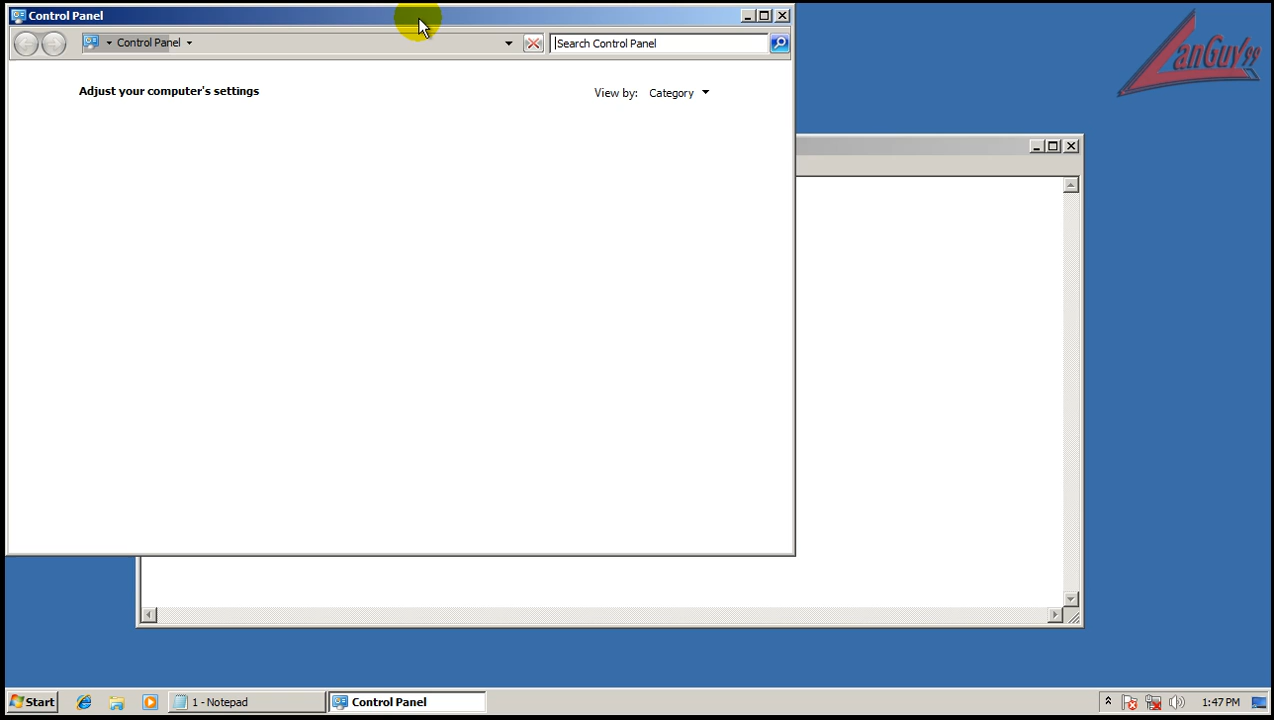 Control Panel
Control Panel
Search Control Panel
Adjust your computer's settings
View by: Category
LanGuy99
Start
1 - Notepad
Control Panel
1:47 PM